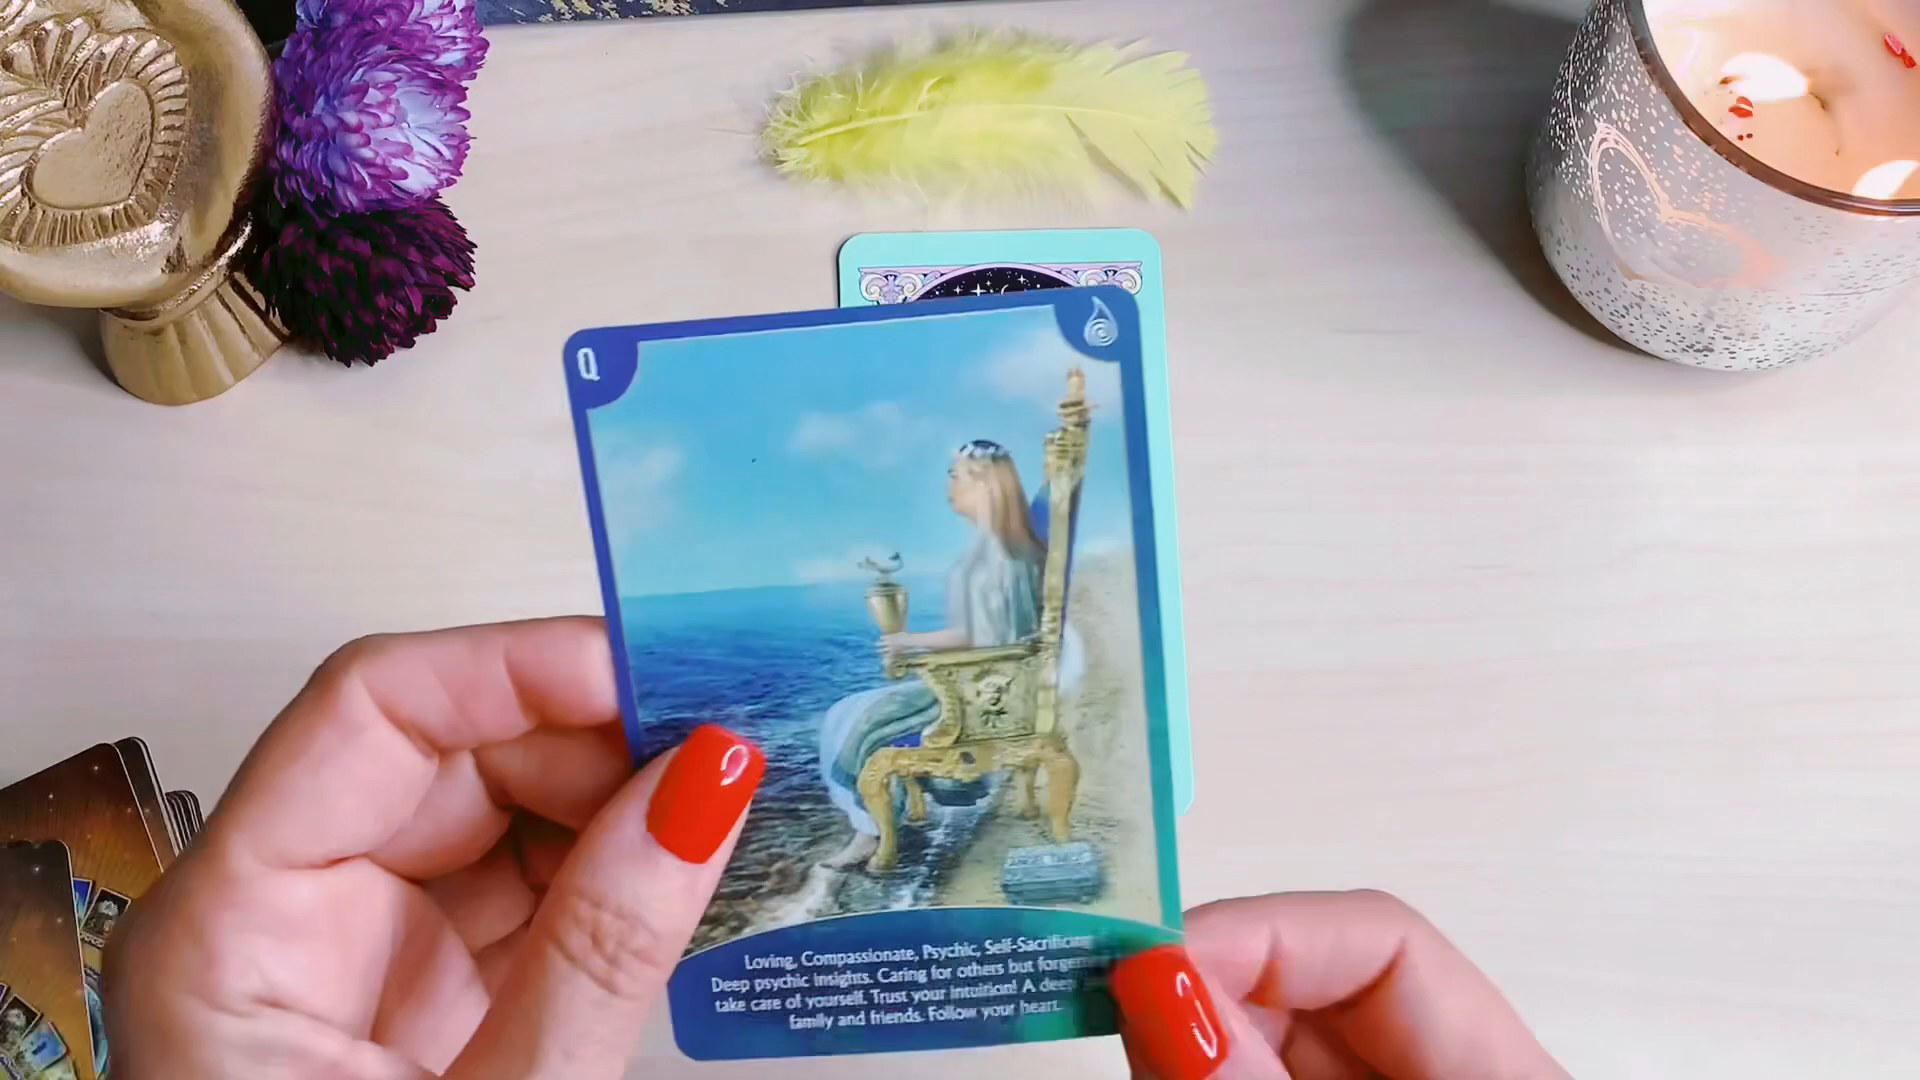 Q
Loving, Compassionate, Psychic, Self-Sacrificing
Deep psychic insights. Caring for others but
take care of yourself. Trust your intuition! A deep
family and friends. Follow your heart.